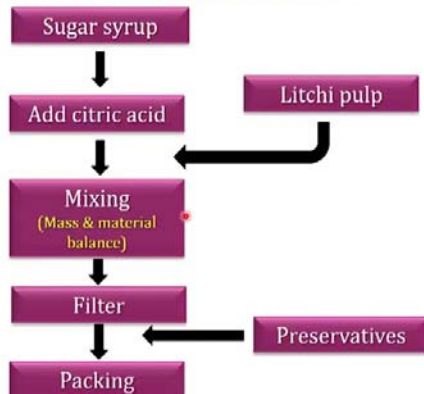 Sugar syrup
Add citric acid
Litchi pulp
Mixing
(Mass & material
balance)
Filter
Preservatives
Packing